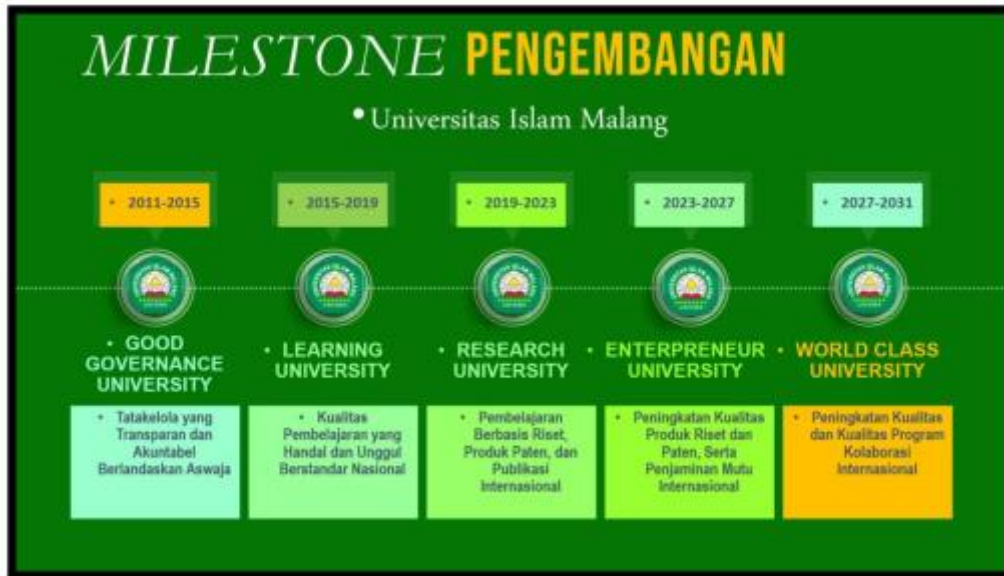 MILESTONE PENGEMBANGAN
• Universitas Islam Malang
• 2011-2015
• 2015-2019
• 2019-2023
• 2023-2027
• 2027-2031
• GOOD
GOVERNANCE
UNIVERSITY
• LEARNING
UNIVERSITY
• RESEARCH
UNIVERSITY
• ENTERPRENEUR
UNIVERSITY
• WORLD CLASS
UNIVERSITY
• Tatakelola yang
Transparan dan
Akuntabel
Berlandaskan Aswaja
• Kualitas
Pembelajaran yang
Handal dan Unggul
Berstandar Nasional
• Pembelajaran
Berbasis Riset,
Produk Paten, dan
Publikasi
Internasional
• Peningkatan Kualitas
Produk Riset dan
Paten, Serta
Penjaminan Mutu
Internasional
• Peningkatan Kualitas
dan Kualitas Program
Kolaborasi
Internasional